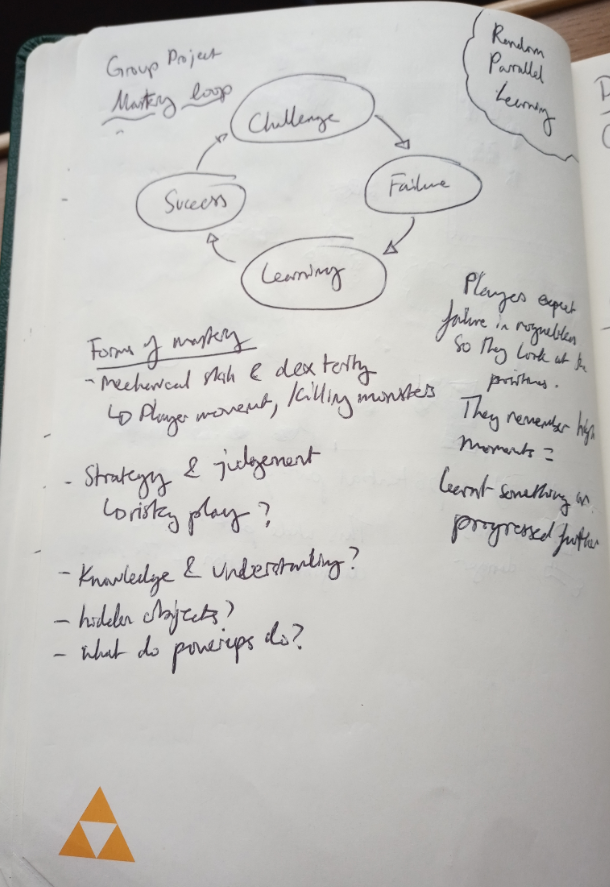 Group Project
Mastery loop
Random
Parallel
Learning
Challenge
Failure
Learning
Success
Forms of mastery
- Mechanical skill & dexterity
↳ Player movement, /killing monsters
- Strategy & judgement
↳ risky play?
- Knowledge & understanding?
- hidden objects?
- What do powerups do?
Players expect
failure in roguelikes
So they look at the
positives.
They remember high
moments =
learnt something or
progressed further